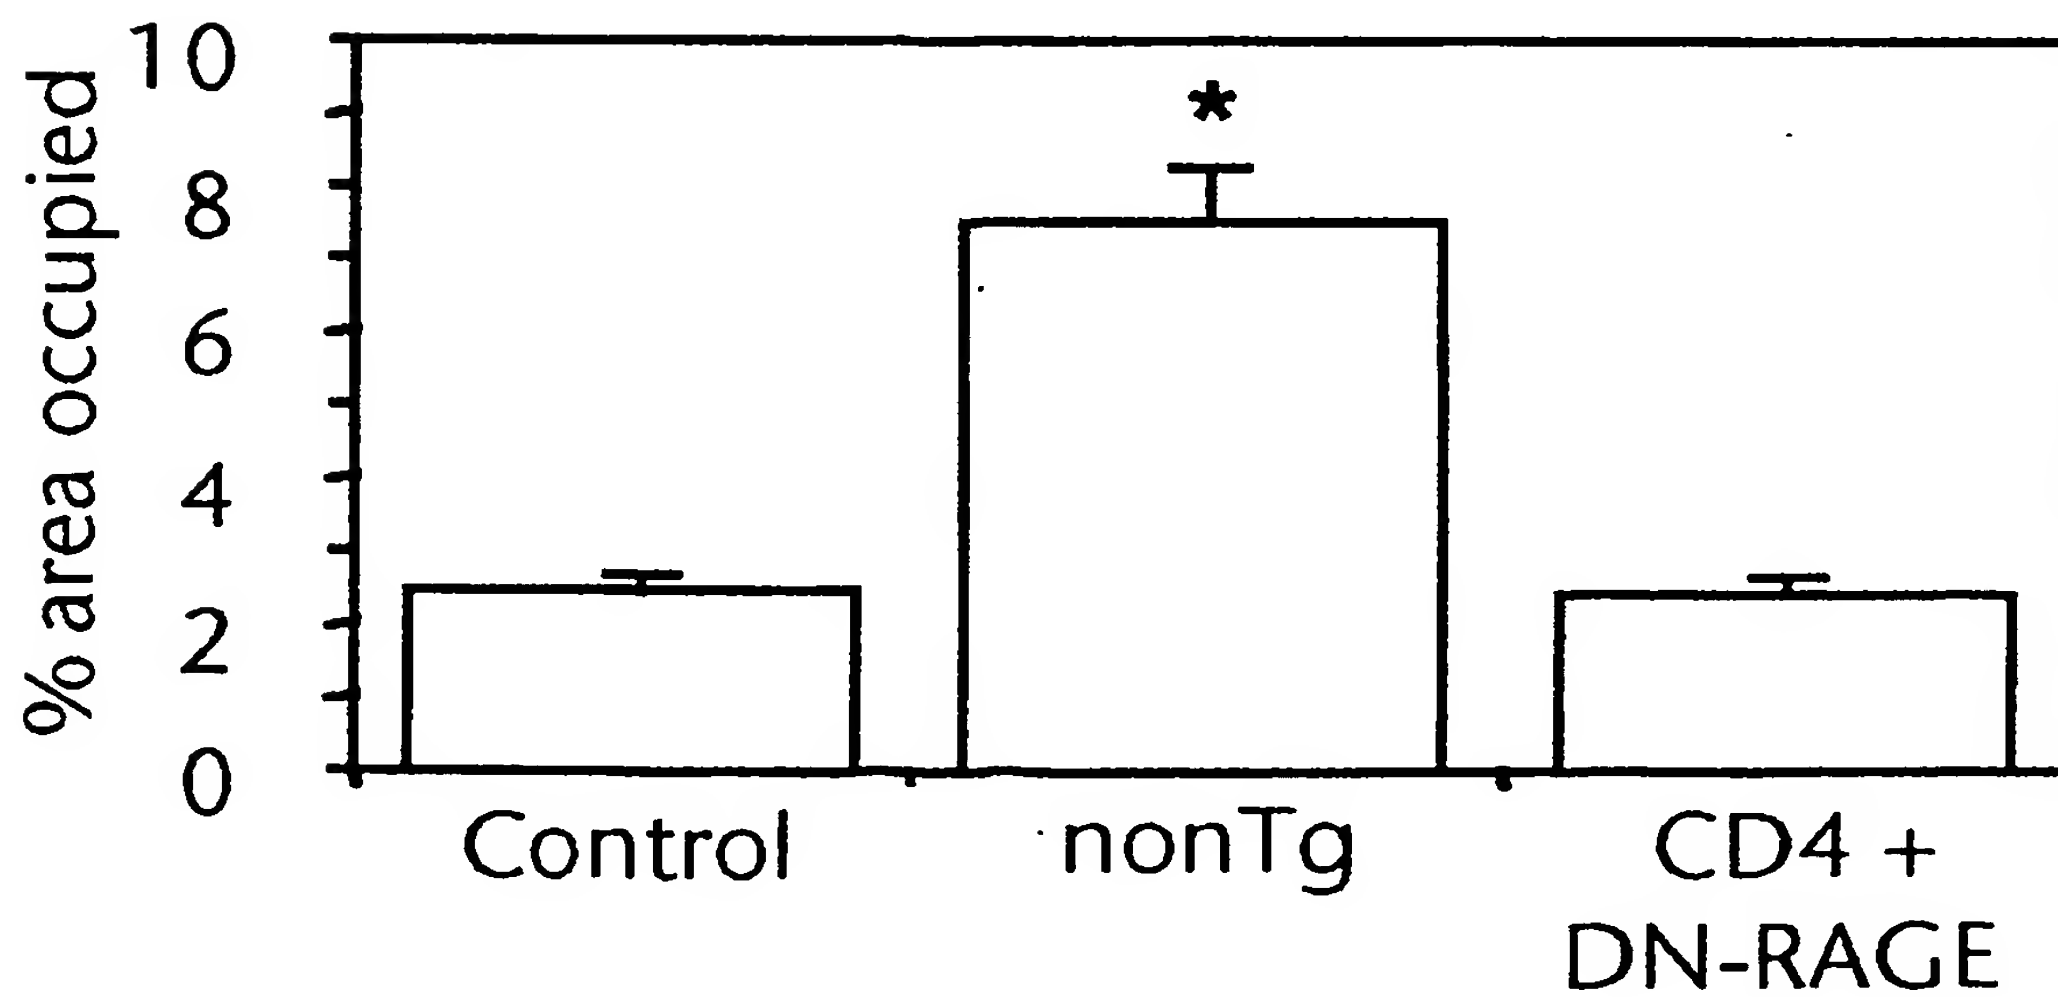 % area occupied
10
8
6
4
2
0
*
Control
nonTg
CD4 +
DN-RAGE